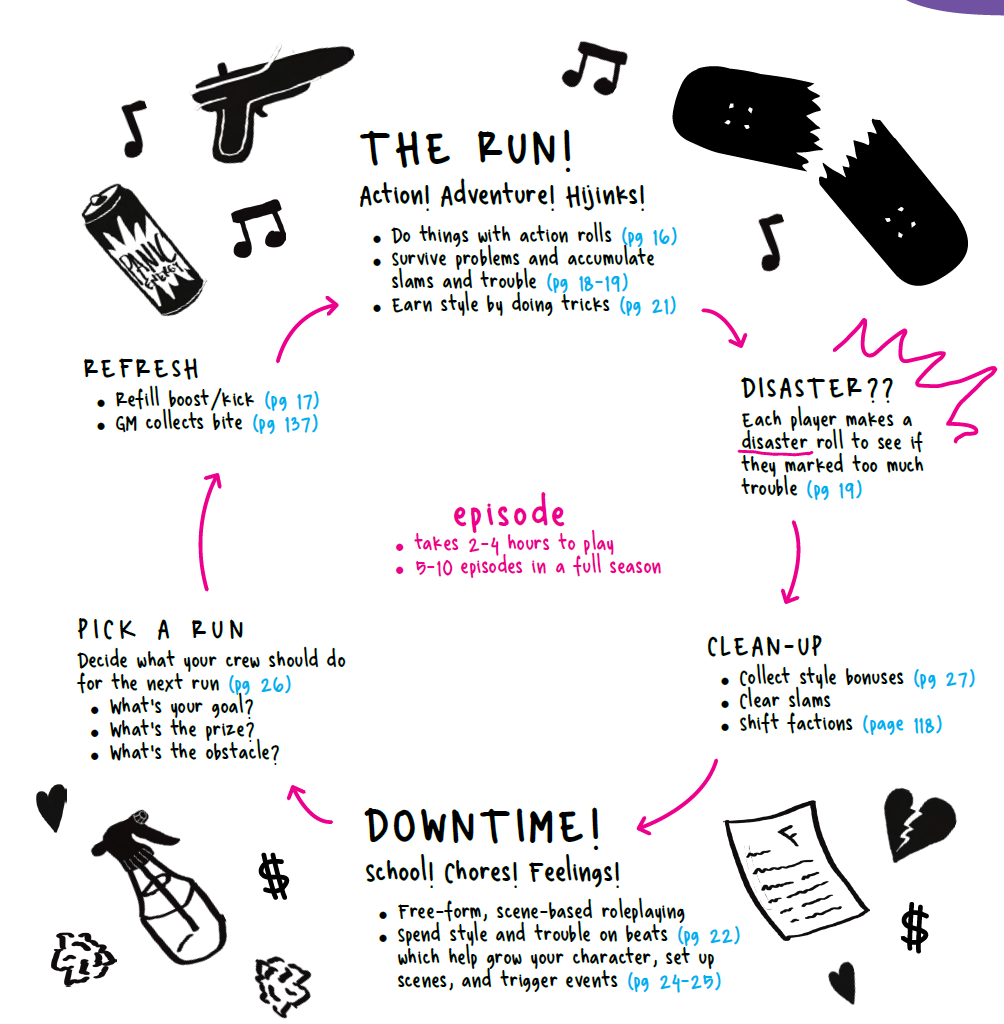 THE RUN!
Action! Adventure! Hijinks!
• Do things with action rolls (pg 16)
• Survive problems and accumulate
slams and trouble (pg 18-19)
• Earn style by doing tricks (pg 21)
PANIC
ENERGY
REFRESH
• Refill boost/kick (pg 17)
• GM collects bite (pg 137)
DISASTER??
Each player makes a
disaster roll to see if
they marked too much
trouble (pg 19)
episode
• takes 2-4 hours to play
• 5-10 episodes in a full season
PICK A RUN
Decide what your crew should do
for the next run (pg 26)
• What's your goal?
• What's the prize?
• What's the obstacle?
CLEAN-UP
• Collect style bonuses (pg 27)
• Clear slams
• Shift factions (page 118)
DOWNTIME!
School! Chores! Feelings!
• Free-form, scene-based roleplaying
• Spend style and trouble on beats (pg 22)
which help grow your character, set up
scenes, and trigger events (pg 24-25)
$
F
$